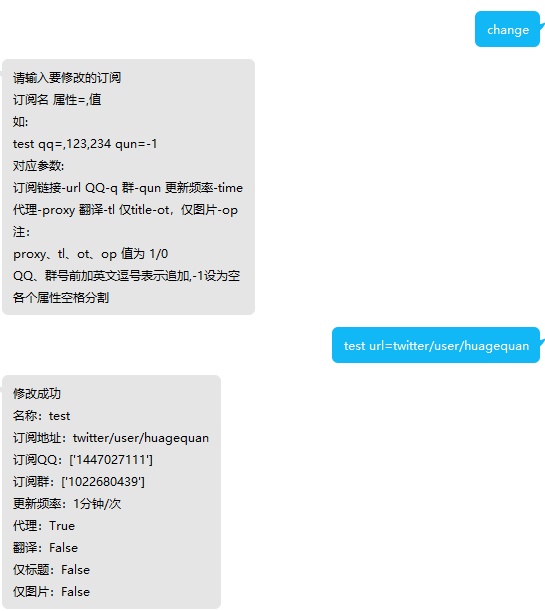 change
请输入要修改的订阅
订阅名 属性=,值
如:
test qq=,123,234 qun=-1
对应参数:
订阅链接-url QQ-q 群-qun 更新频率-time
代理-proxy 翻译-tl 仅title-ot，仅图片-op
注：
proxy、tl、ot、op 值为 1/0
QQ、群号前加英文逗号表示追加,-1设为空
各个属性空格分割
test url=twitter/user/huagequan
修改成功
名称：test
订阅地址：twitter/user/huagequan
订阅QQ：['1447027111']
订阅群：['1022680439']
更新频率：1分钟/次
代理：True
翻译：False
仅标题：False
仅图片：False